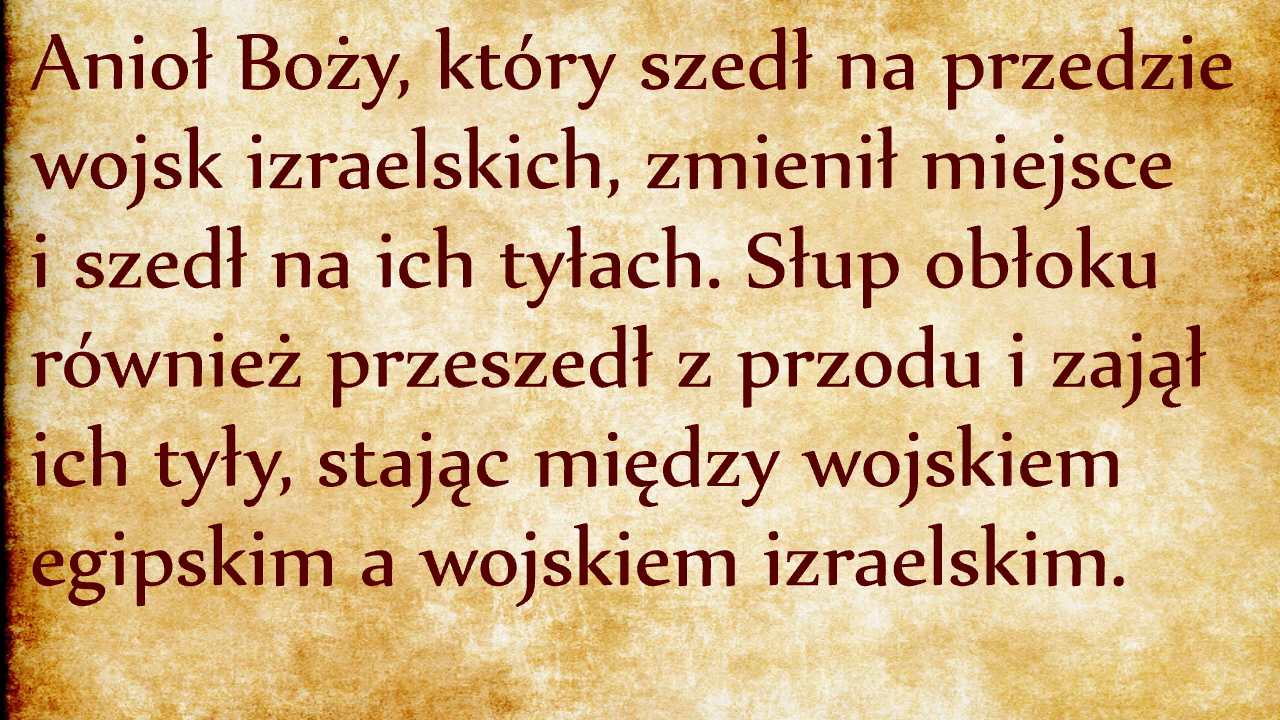 Anioł Boży, który szedł na przedzie
wojsk izraelskich, zmienił miejsce
i szedł na ich tyłach. Słup obłoku
również przeszedł z przodu i zajął
ich tyły, stając między wojskiem
egipskim a wojskiem izraelskim.